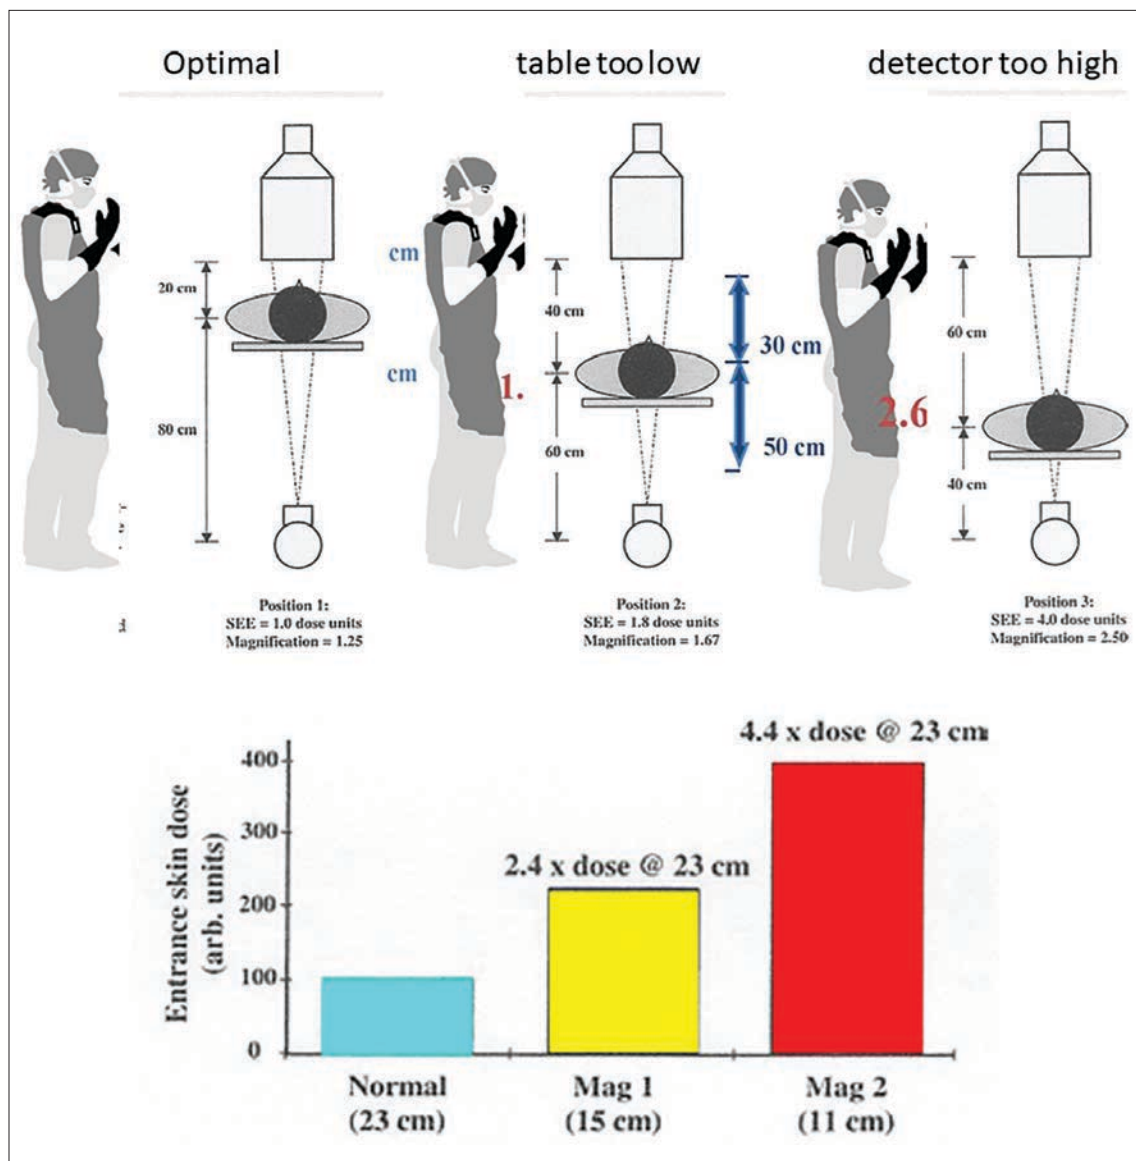 Optimal
table too low
detector too high
20 cm
80 cm
Position 1:
SEE = 1.0 dose units
Magnification = 1.25
cm
cm
1.
40 cm
60 cm
30 cm
50 cm
Position 2:
SEE = 1.8 dose units
Magnification = 1.67
2.6
60 cm
40 cm
Position 3:
SEE = 4.0 dose units
Magnification = 2.50
Entrance skin dose
(arb. units)
400
300
200
100
0
2.4 x dose @ 23 cm
4.4 x dose @ 23 cm
Normal
(23 cm)
Mag 1
(15 cm)
Mag 2
(11 cm)